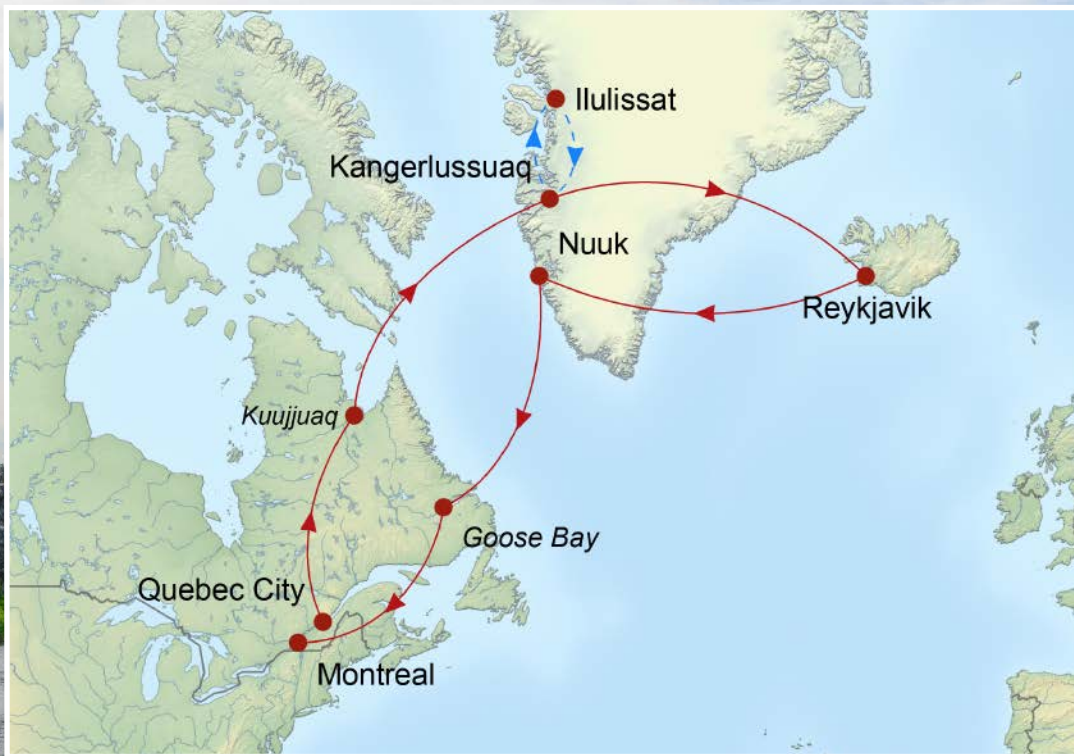 Ilulissat
Kangerlussuaq
Nuuk
Reykjavik
Kuujjuaq
Goose Bay
Quebec City
Montreal